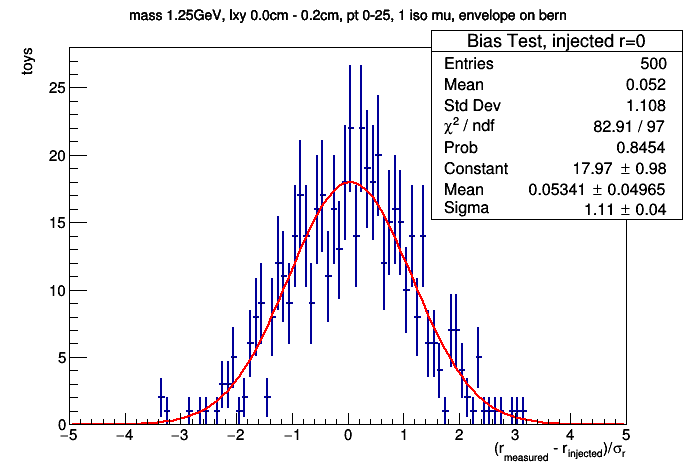 mass 1.25GeV, lxy 0.0cm - 0.2cm, pt 0-25, 1 iso mu, envelope on bern
toys
Bias Test, injected r=0
Entries 500
Mean 0.052
Std Dev 1.108
χ² / ndf 82.91 / 97
Prob 0.8454
Constant 17.97 ± 0.98
Mean 0.05341 ± 0.04965
Sigma 1.11 ± 0.04
25
20
15
10
5
0
−5 −4 −3 −2 −1 0 1 2 3 4 5
(r_measured - r_injected)/σ_r